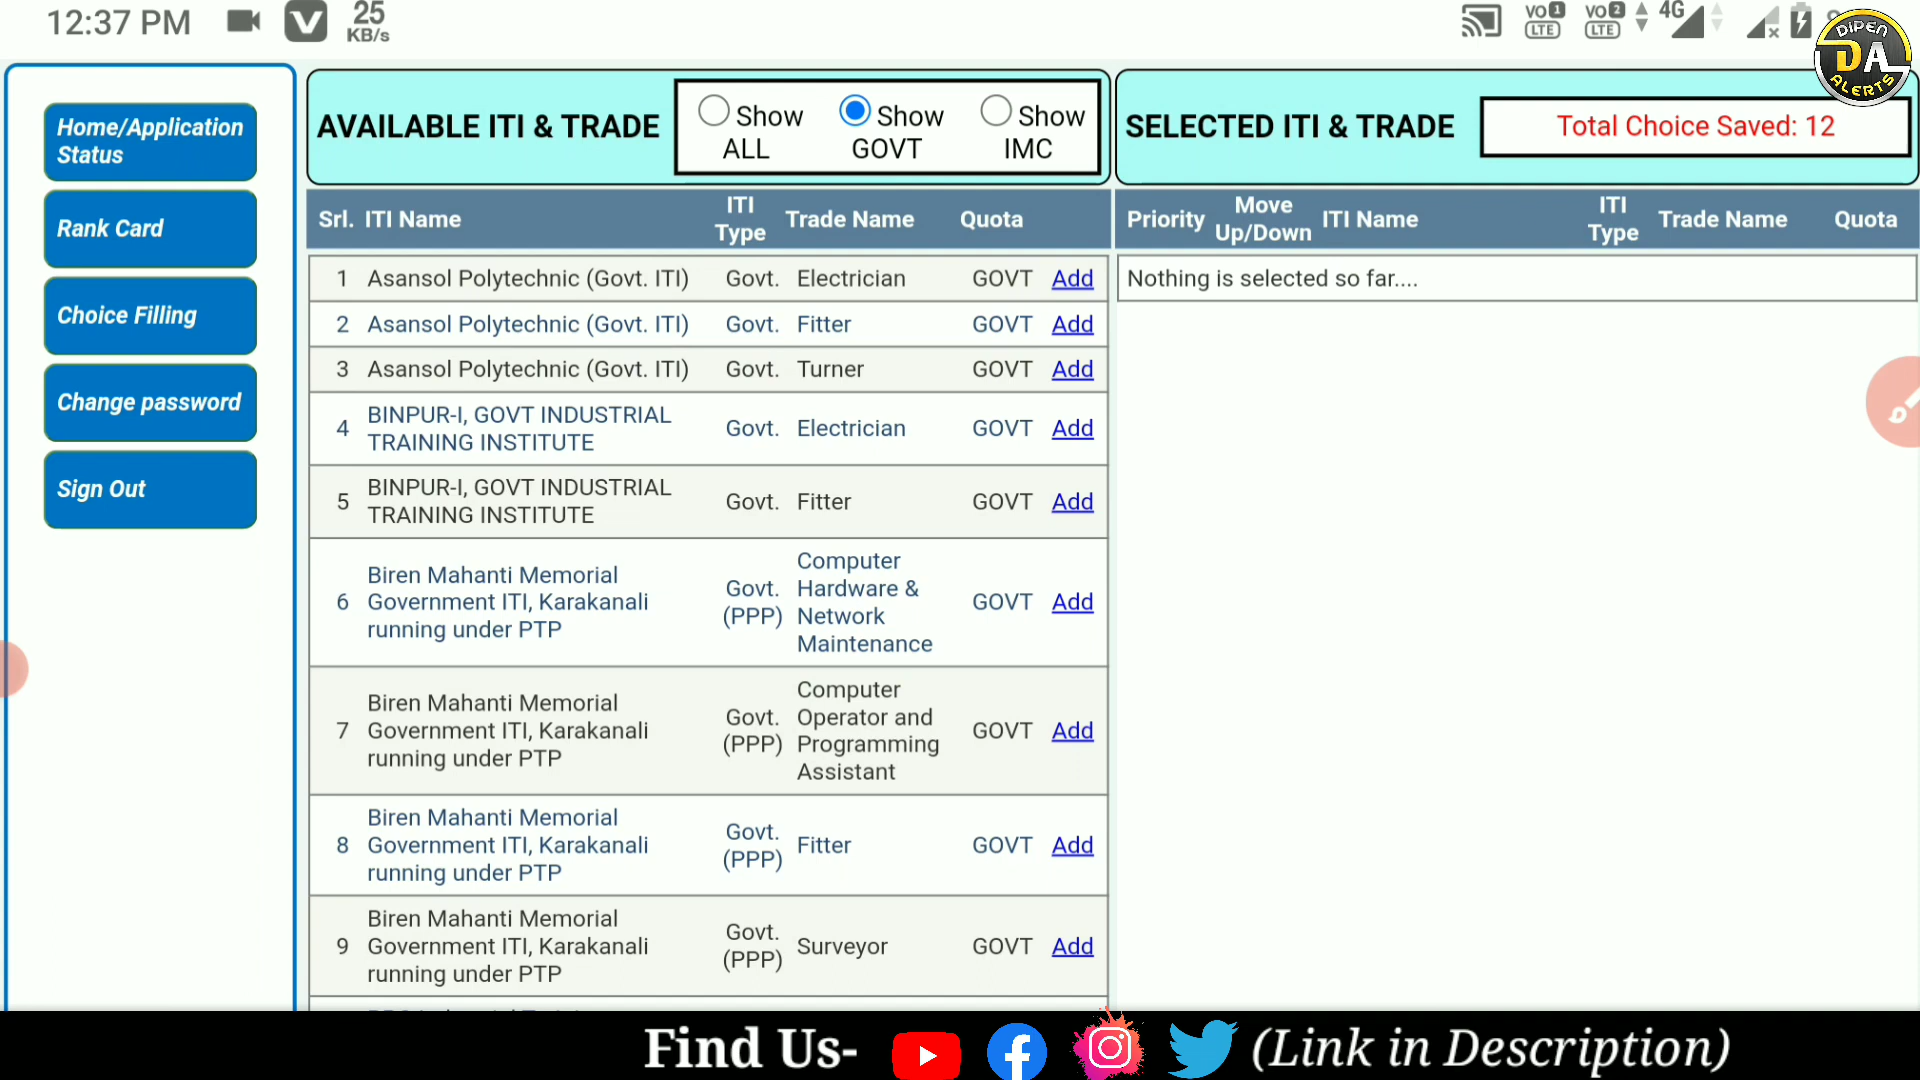 12:37 PM
V
25
KB/s
VO 1
LTE
VO 2
LTE
4G
DIPEN
DA
ALERTS
Home/Application
Status
Rank Card
Choice Filling
Change password
Sign Out
AVAILABLE ITI & TRADE
Show
ALL
Show
GOVT
Show
IMC
SELECTED ITI & TRADE
Total Choice Saved: 12
Srl. ITI Name ITI Type Trade Name Quota
Priority Move Up/Down ITI Name ITI Type Trade Name Quota
1 Asansol Polytechnic (Govt. ITI) Govt. Electrician GOVT Add
Nothing is selected so far....
2 Asansol Polytechnic (Govt. ITI) Govt. Fitter GOVT Add
3 Asansol Polytechnic (Govt. ITI) Govt. Turner GOVT Add
4 BINPUR-I, GOVT INDUSTRIAL
TRAINING INSTITUTE
Govt. Electrician GOVT Add
5 BINPUR-I, GOVT INDUSTRIAL
TRAINING INSTITUTE
Govt. Fitter GOVT Add
6 Biren Mahanti Memorial
Government ITI, Karakanali
running under PTP
Govt.
(PPP)
Computer
Hardware &
Network
Maintenance
GOVT Add
7 Biren Mahanti Memorial
Government ITI, Karakanali
running under PTP
Govt.
(PPP)
Computer
Operator and
Programming
Assistant
GOVT Add
8 Biren Mahanti Memorial
Government ITI, Karakanali
running under PTP
Govt.
(PPP)
Fitter
GOVT Add
9 Biren Mahanti Memorial
Government ITI, Karakanali
running under PTP
Govt.
(PPP)
Surveyor
GOVT Add
Find Us- (Link in Description)